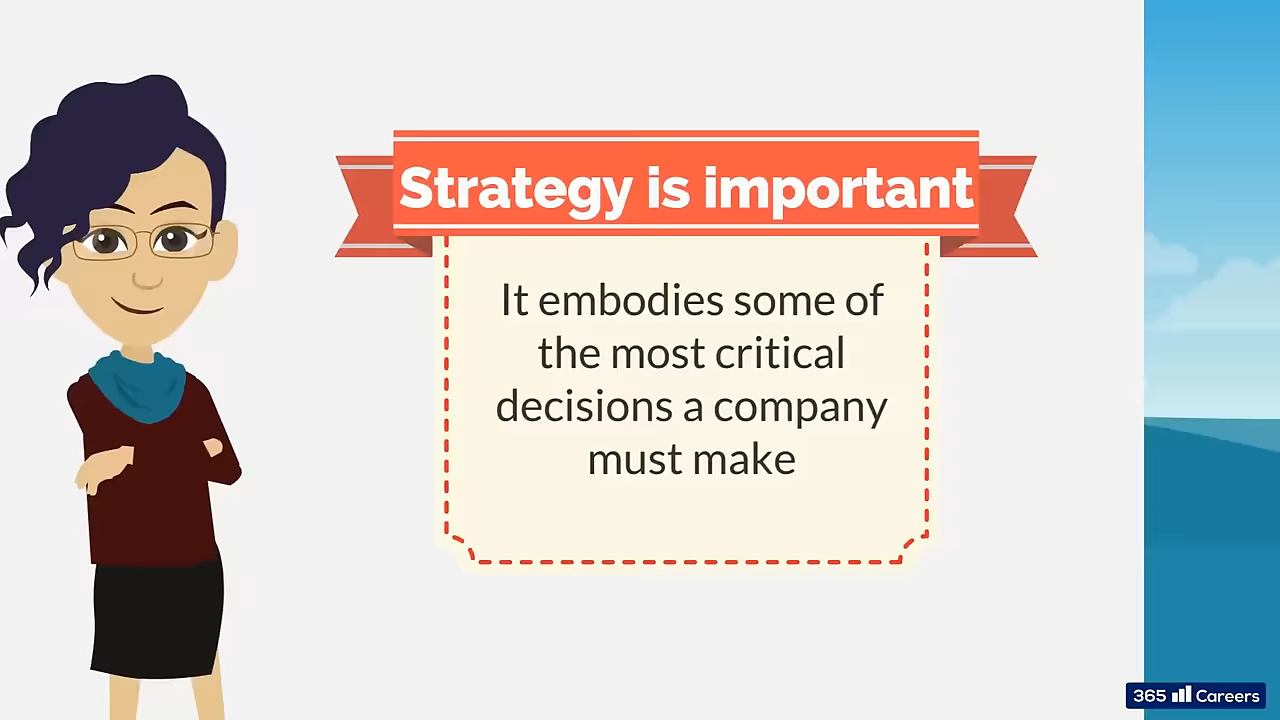 Strategy is important
It embodies some of
the most critical
decisions a company
must make
365 Careers